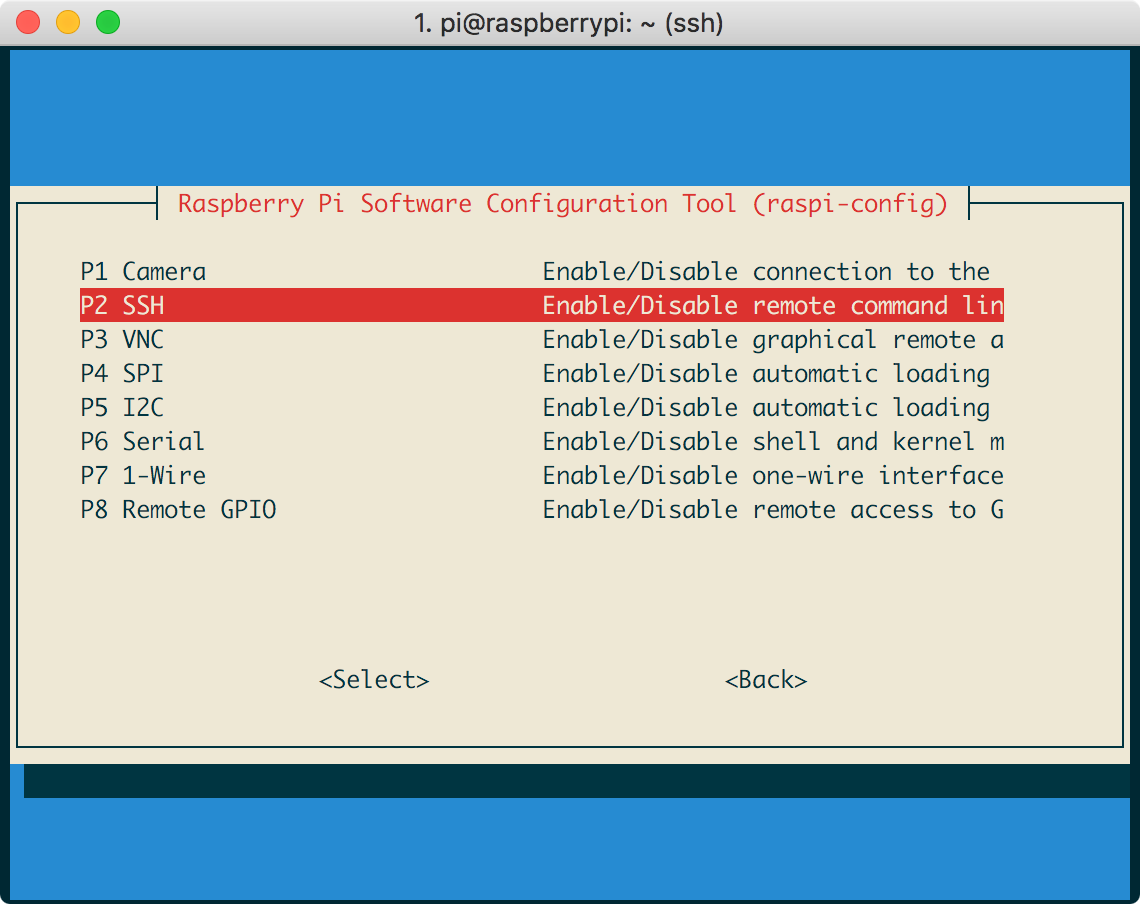 1. pi@raspberrypi: ~ (ssh)
Raspberry Pi Software Configuration Tool (raspi-config)
P1 Camera Enable/Disable connection to the
P2 SSH Enable/Disable remote command lin
P3 VNC Enable/Disable graphical remote a
P4 SPI Enable/Disable automatic loading
P5 I2C Enable/Disable automatic loading
P6 Serial Enable/Disable shell and kernel m
P7 1-Wire Enable/Disable one-wire interface
P8 Remote GPIO Enable/Disable remote access to G
<Select> <Back>